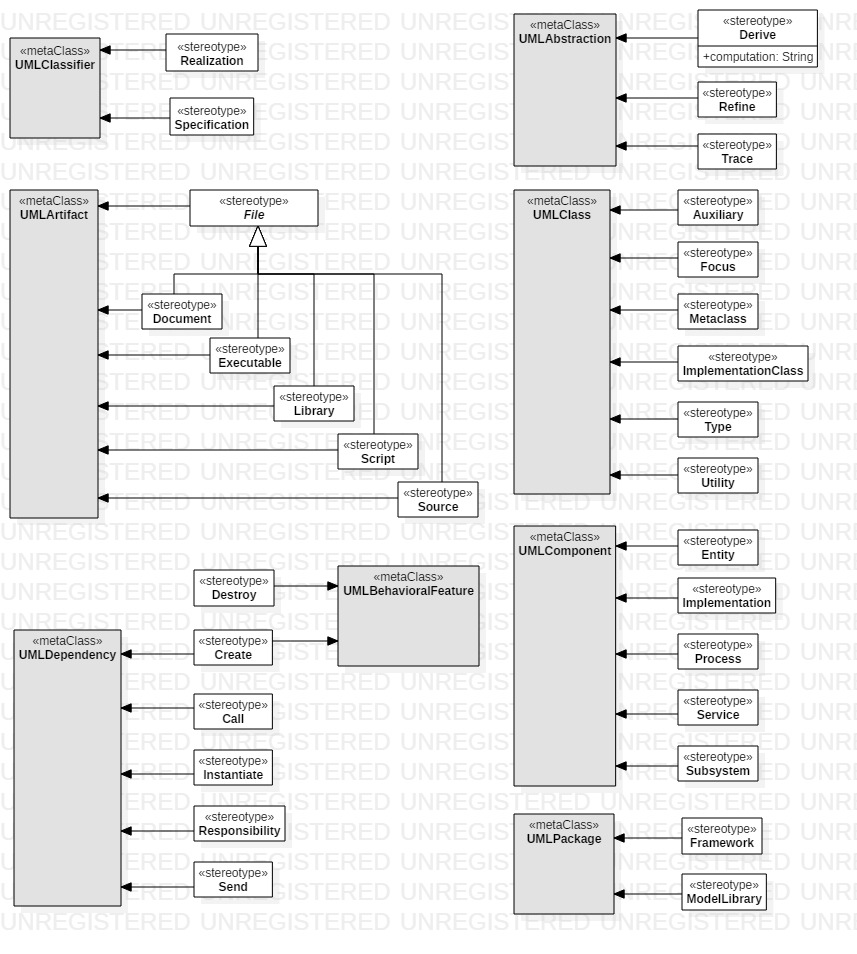 «metaClass»
UMLClassifier
«stereotype»
Realization
«stereotype»
Specification
«metaClass»
UMLAbstraction
«stereotype»
Derive
+computation: String
«stereotype»
Refine
«stereotype»
Trace
«metaClass»
UMLArtifact
«stereotype»
File
«stereotype»
Document
«stereotype»
Executable
«stereotype»
Library
«stereotype»
Script
«stereotype»
Source
«metaClass»
UMLClass
«stereotype»
Auxiliary
«stereotype»
Focus
«stereotype»
Metaclass
«stereotype»
ImplementationClass
«stereotype»
Type
«stereotype»
Utility
«stereotype»
Destroy
«metaClass»
UMLBehavioralFeature
«metaClass»
UMLDependency
«stereotype»
Create
«stereotype»
Call
«stereotype»
Instantiate
«stereotype»
Responsibility
«stereotype»
Send
«metaClass»
UMLComponent
«stereotype»
Entity
«stereotype»
Implementation
«stereotype»
Process
«stereotype»
Service
«stereotype»
Subsystem
«metaClass»
UMLPackage
«stereotype»
Framework
«stereotype»
ModelLibrary
UNREGISTERED